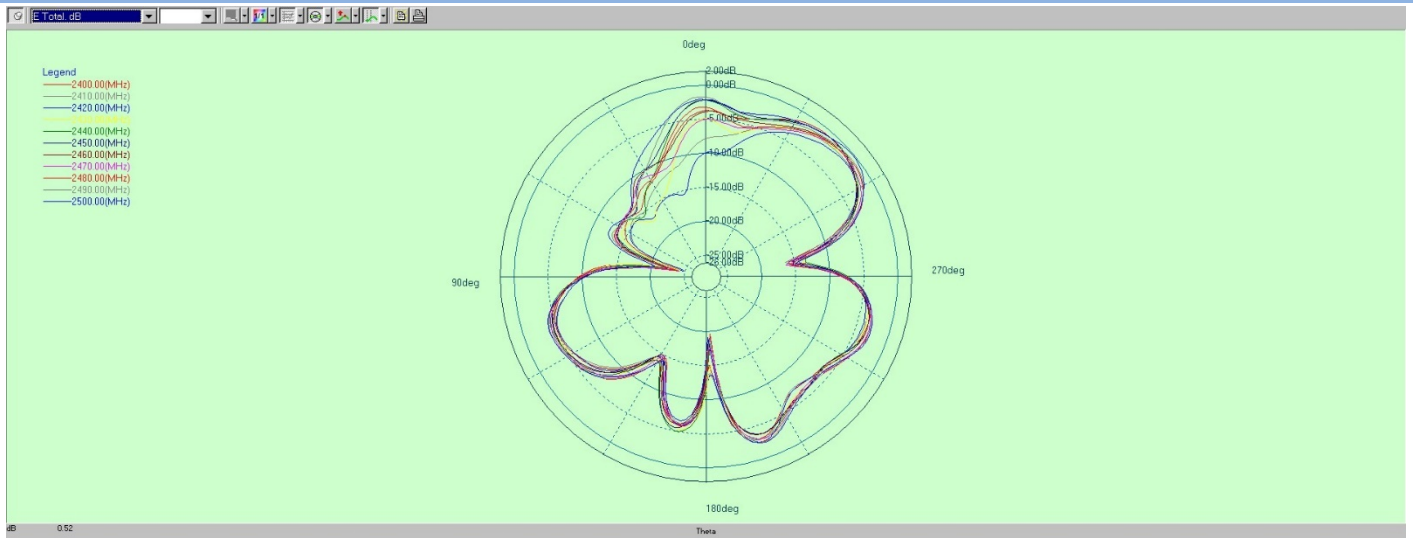 E Total. dB
0deg
Legend
2400.00(MHz)
2410.00(MHz)
2420.00(MHz)
2440.00(MHz)
2450.00(MHz)
2460.00(MHz)
2470.00(MHz)
2480.00(MHz)
2490.00(MHz)
2500.00(MHz)
2.00dB
0.00dB
-5.00dB
-10.00dB
-15.00dB
-20.00dB
-25.00dB
90deg
270deg
180deg
dB 0.52
Theta